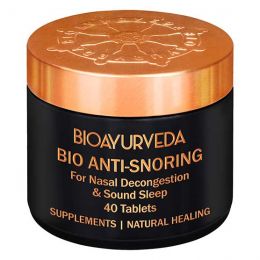 BIOAYURVEDA
BIO ANTI-SNORING
For Nasal Decongestion
& Sound Sleep
40 Tablets
SUPPLEMENTS | NATURAL HEALING